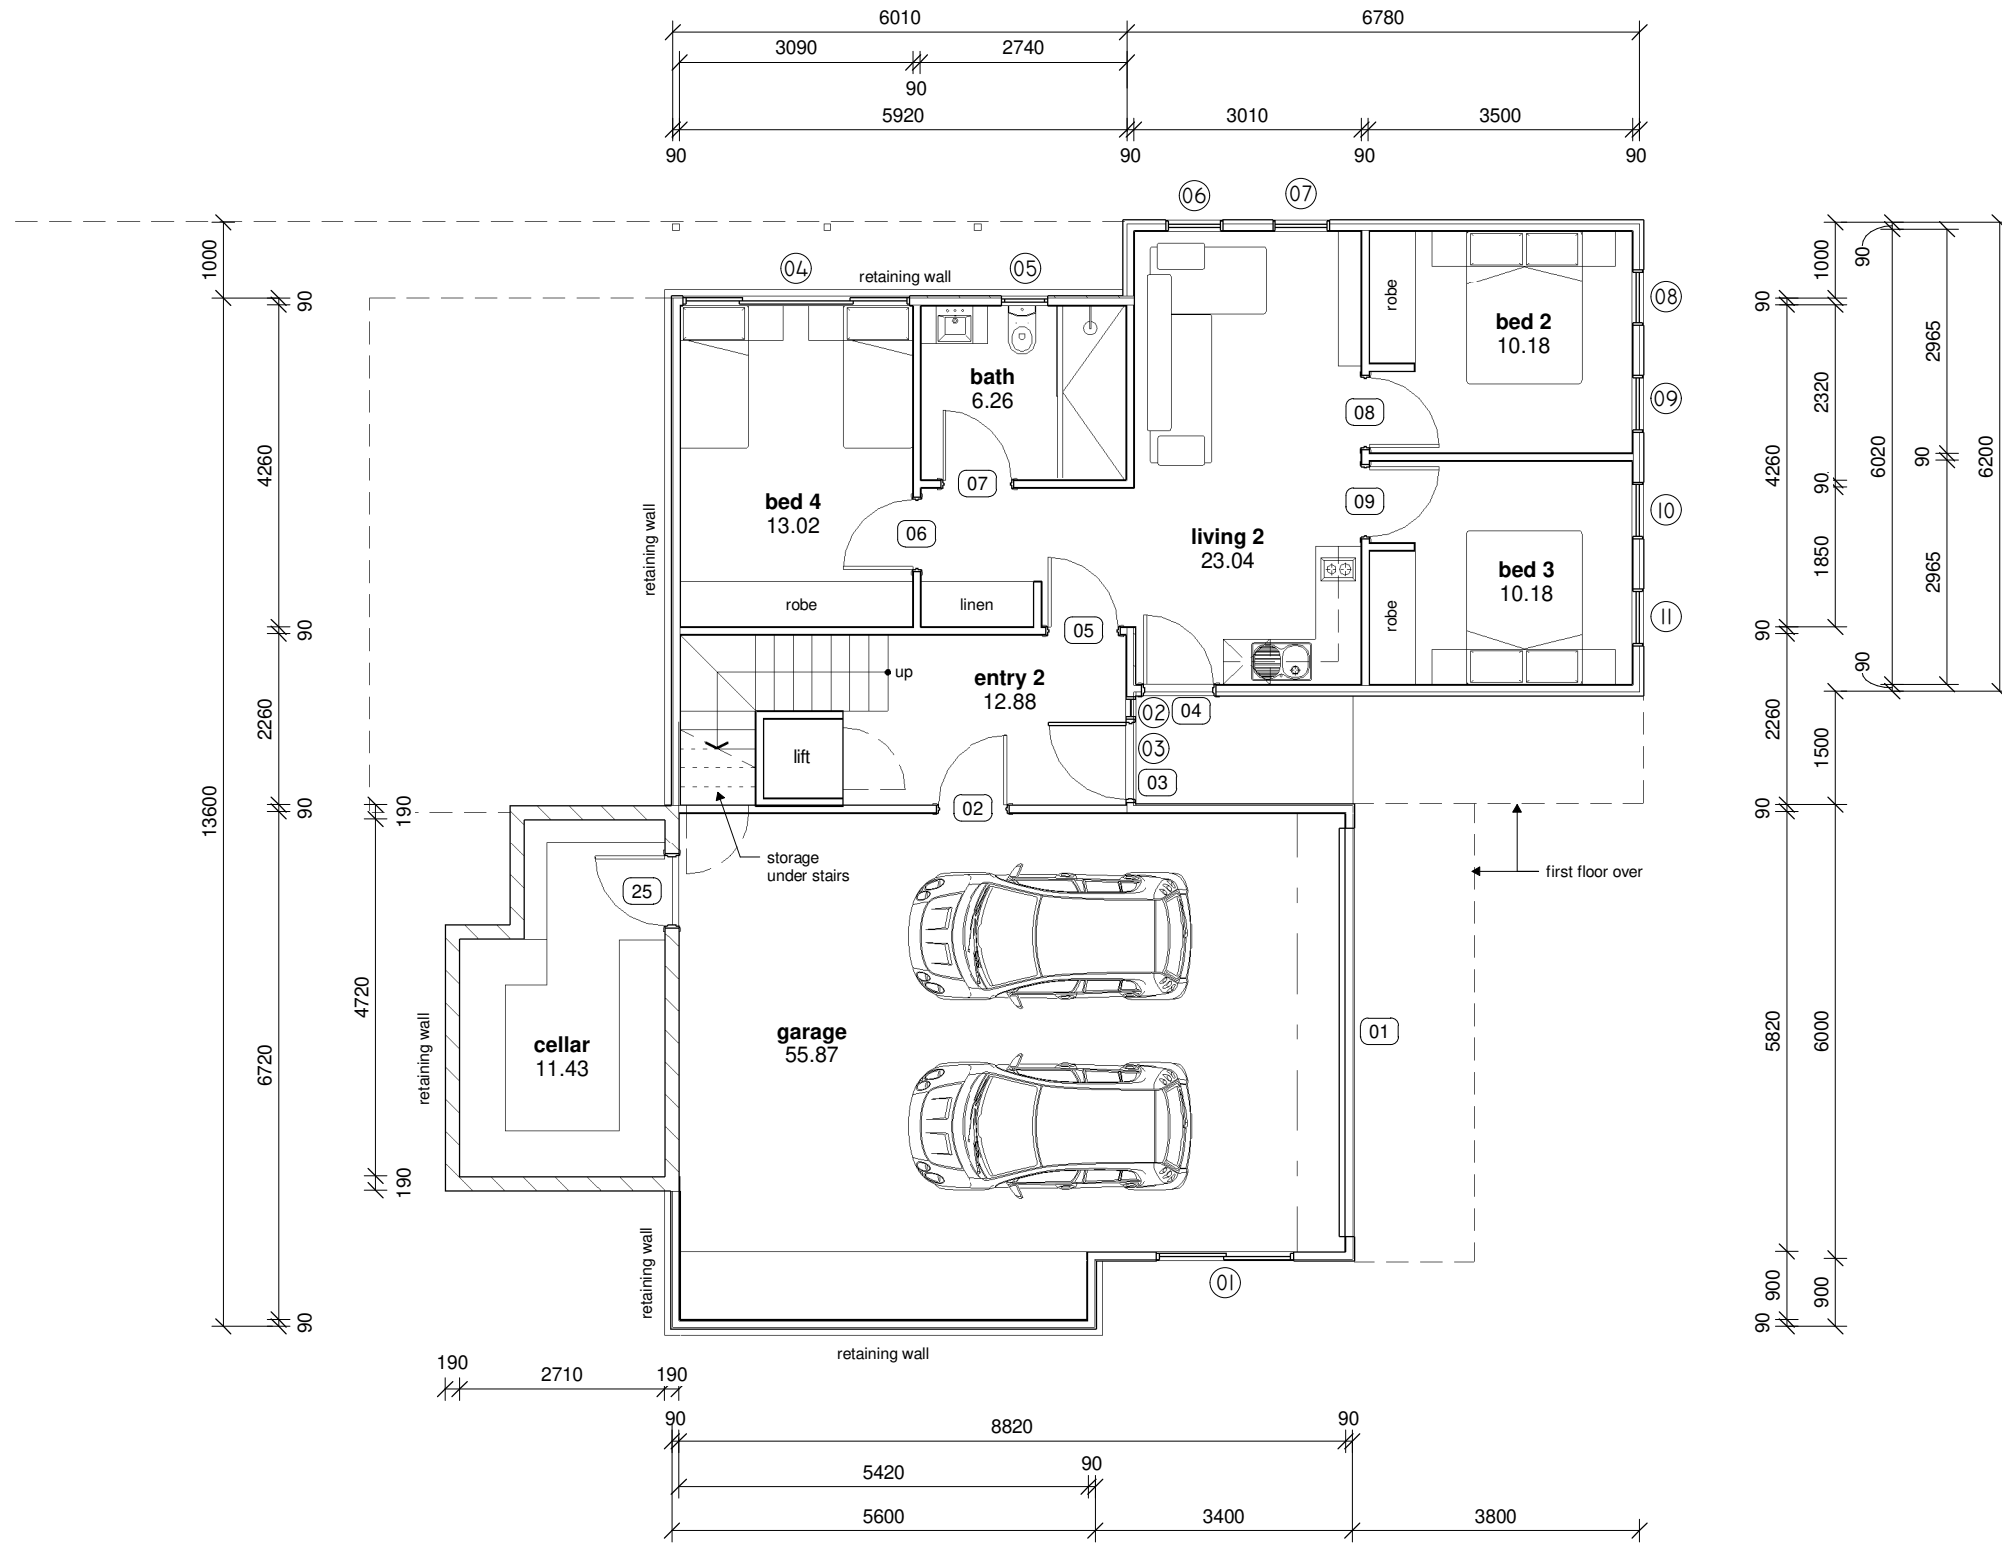 6010 6780
3090 2740
90
5920 3010 3500
90 90 90 90
06 07
04 retaining wall 05
1000
90
4260
90
2260
90
6720
90
13600
190
4720
190
retaining wall
bed 4
13.02
robe
bath
6.26
07
06
linen
05
living 2
23.04
robe
bed 2
10.18
08
09
robe
bed 3
10.18
08
09
10
11
up
entry 2
12.88
lift
02
04
03
03
02
storage
under stairs
25
cellar
11.43
retaining wall
garage
55.87
01
first floor over
01
retaining wall
retaining wall
1000
90
4260
90
2260
90
5820
900
90
2320
90
1850
1500
6000
900
90
6020
90
2965
90
2965
6200
190 2710 190
90 8820 90
5420 90
5600 3400 3800